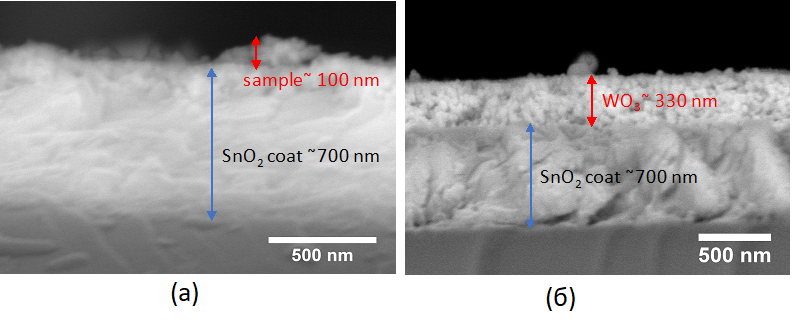 sample~ 100 nm
SnO₂ coat ~700 nm
500 nm
WO₃~ 330 nm
SnO₂ coat ~700 nm
500 nm
(а)
(б)